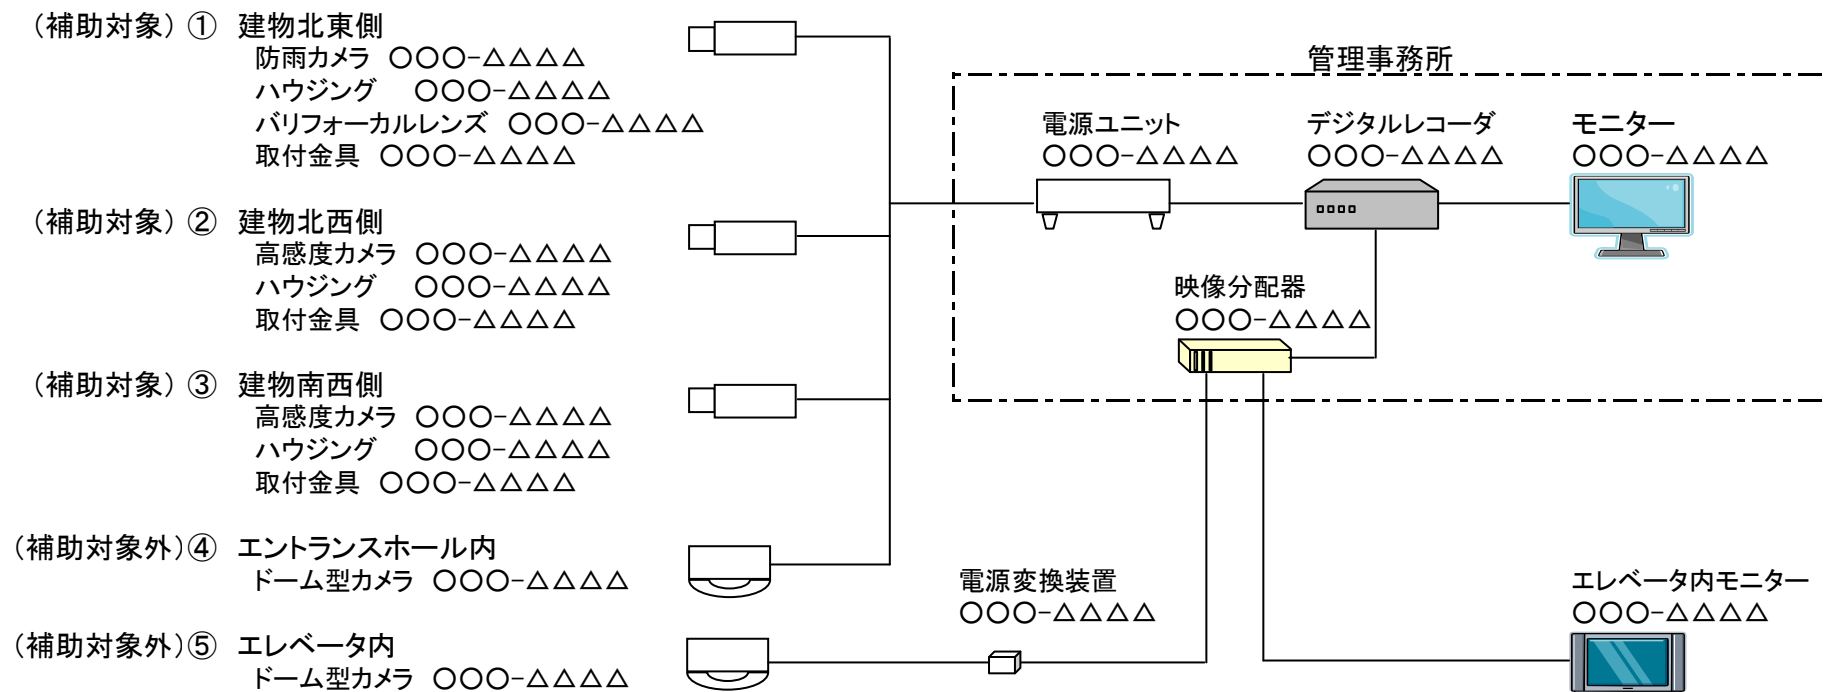 （補助対象）① 建物北東側
防雨カメラ ○○○-△△△△
ハウジング ○○○-△△△△
バリフォーカルレンズ ○○○-△△△△
取付金具 ○○○-△△△△
（補助対象）② 建物北西側
高感度カメラ ○○○-△△△△
ハウジング ○○○-△△△△
取付金具 ○○○-△△△△
（補助対象）③ 建物南西側
高感度カメラ ○○○-△△△△
ハウジング ○○○-△△△△
取付金具 ○○○-△△△△
（補助対象外）④ エントランスホール内
ドーム型カメラ ○○○-△△△△
（補助対象外）⑤ エレベータ内
ドーム型カメラ ○○○-△△△△
管理事務所
電源ユニット
○○○-△△△△
デジタルレコーダ
○○○-△△△△
モニター
○○○-△△△△
映像分配器
○○○-△△△△
電源変換装置
○○○-△△△△
エレベータ内モニター
○○○-△△△△